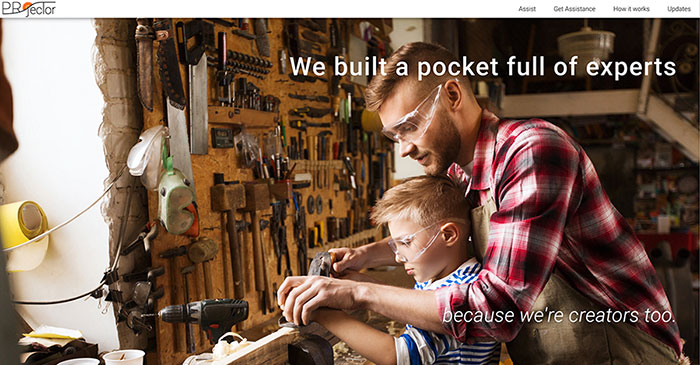 PROjector
Assist Get Assistance How it works Updates
We built a pocket full of experts
because we're creators too.